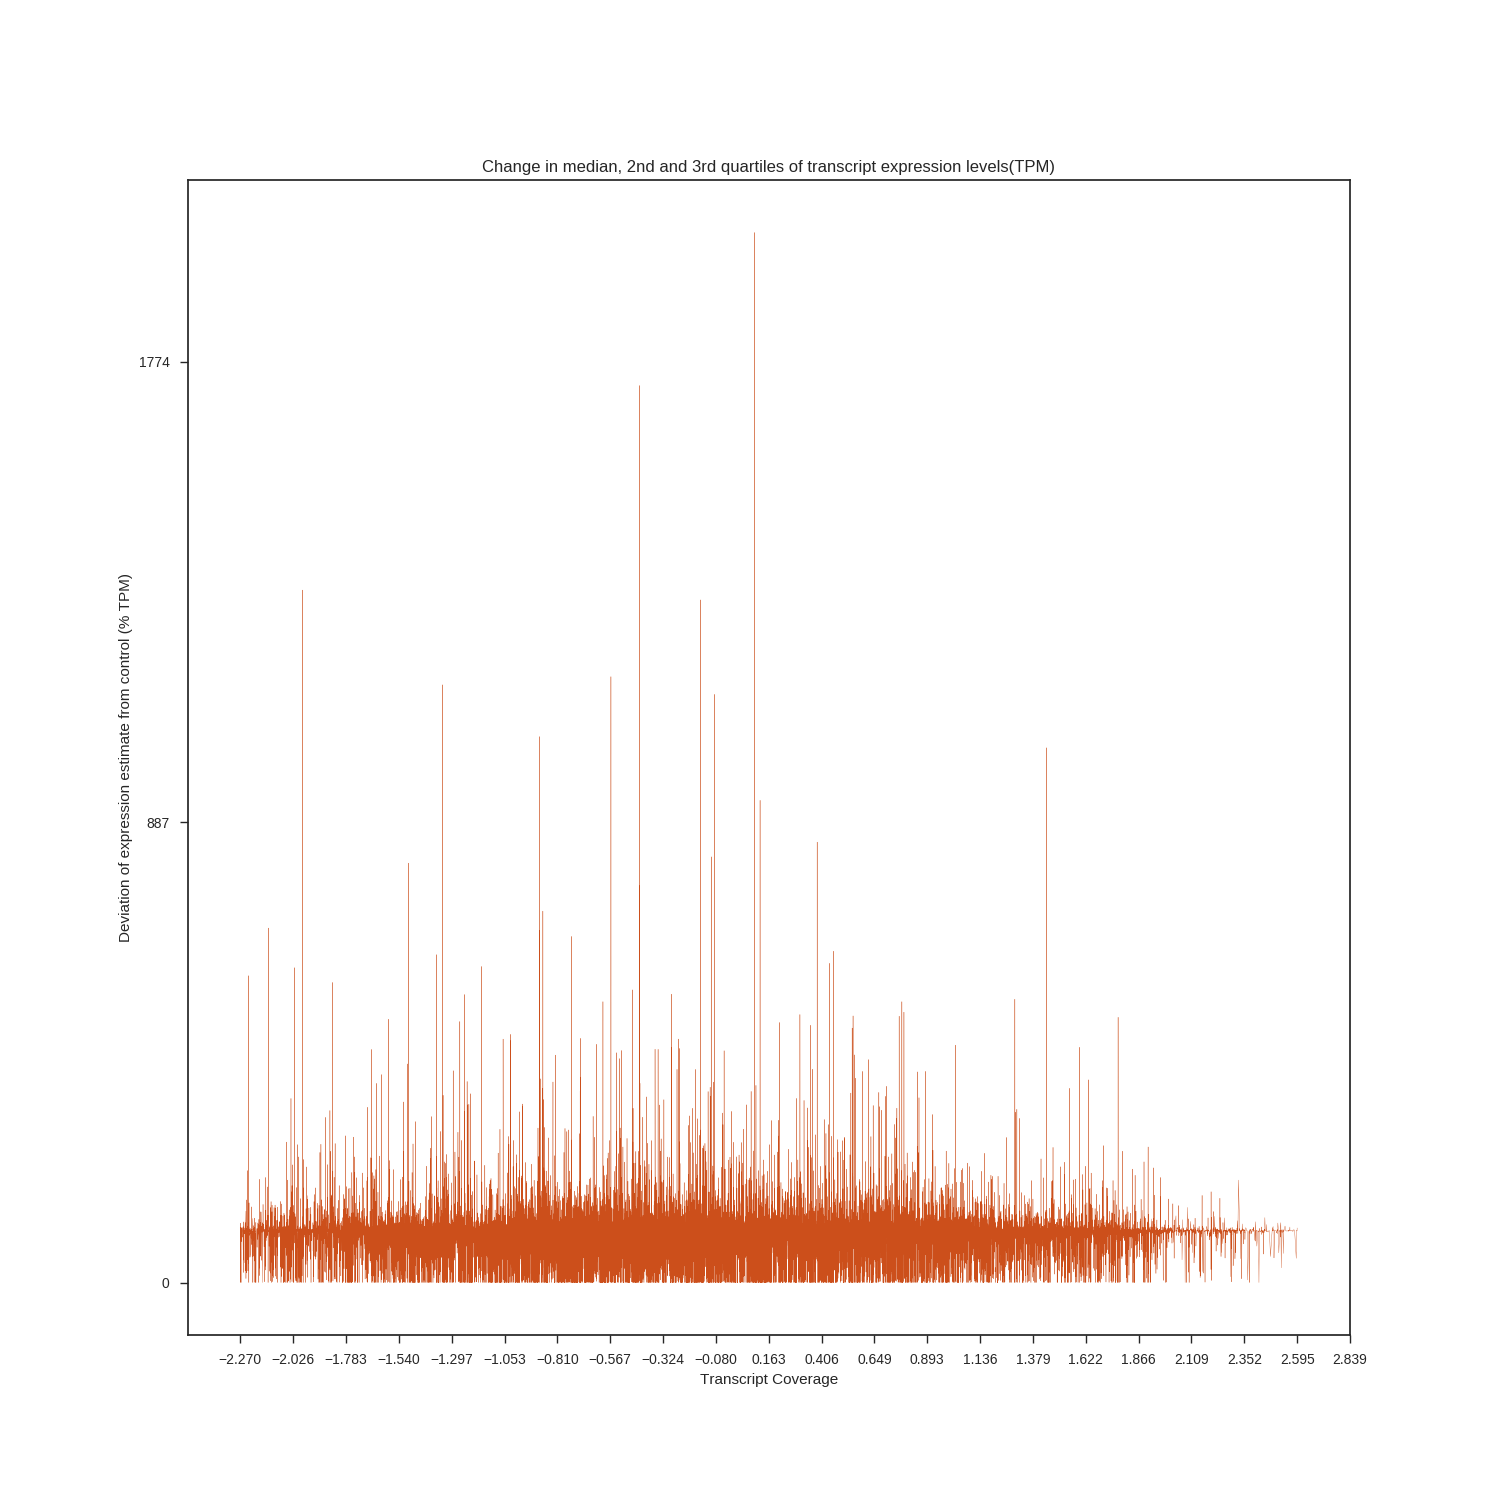 Change in median, 2nd and 3rd quartiles of transcript expression levels(TPM)
1774
887
0
Deviation of expression estimate from control (% TPM)
−2.270 −2.026 −1.783 −1.540 −1.297 −1.053 −0.810 −0.567 −0.324 −0.080 0.163 0.406 0.649 0.893 1.136 1.379 1.622 1.866 2.109 2.352 2.595 2.839
Transcript Coverage